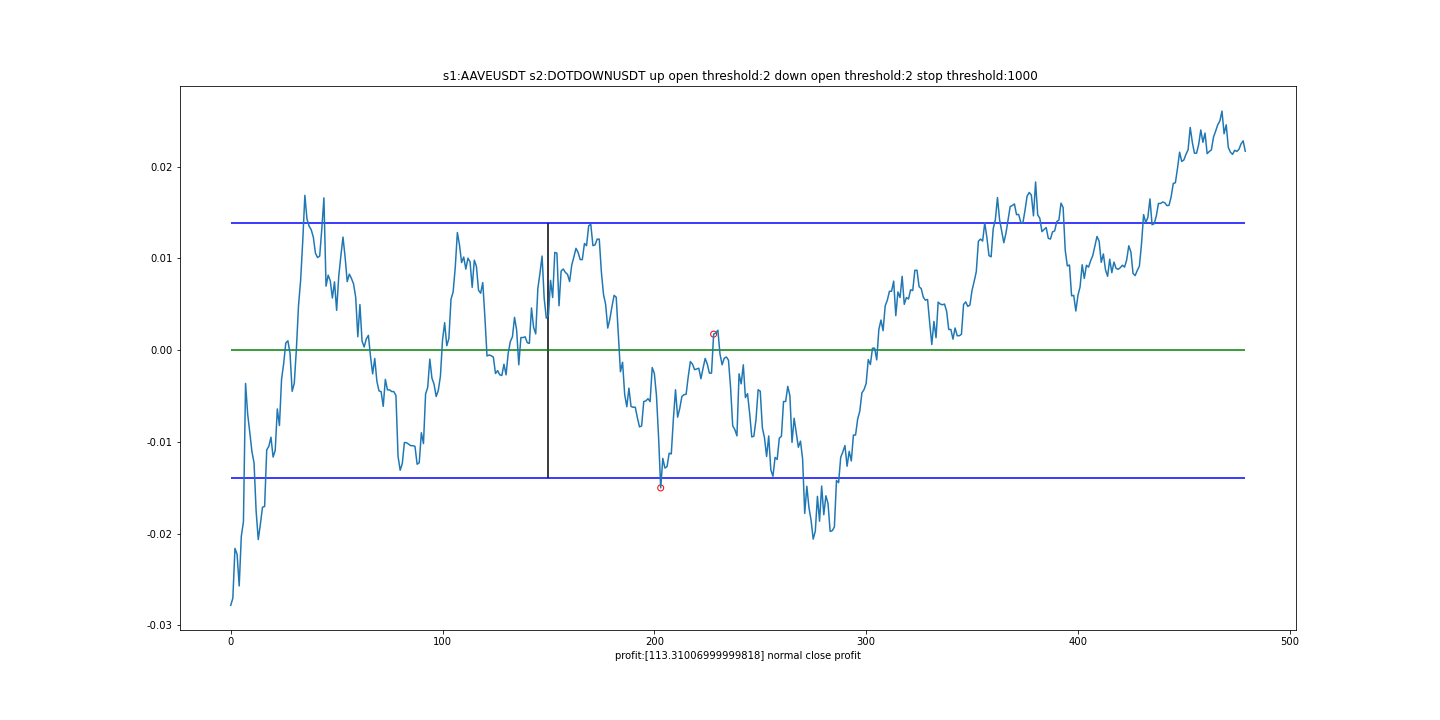 s1:AAVEUSDT s2:DOTDOWNUSDT up open threshold:2 down open threshold:2 stop threshold:1000
0.02
0.01
0.00
-0.01
-0.02
-0.03
0 100 200 300 400 500
profit:[113.31006999999818] normal close profit